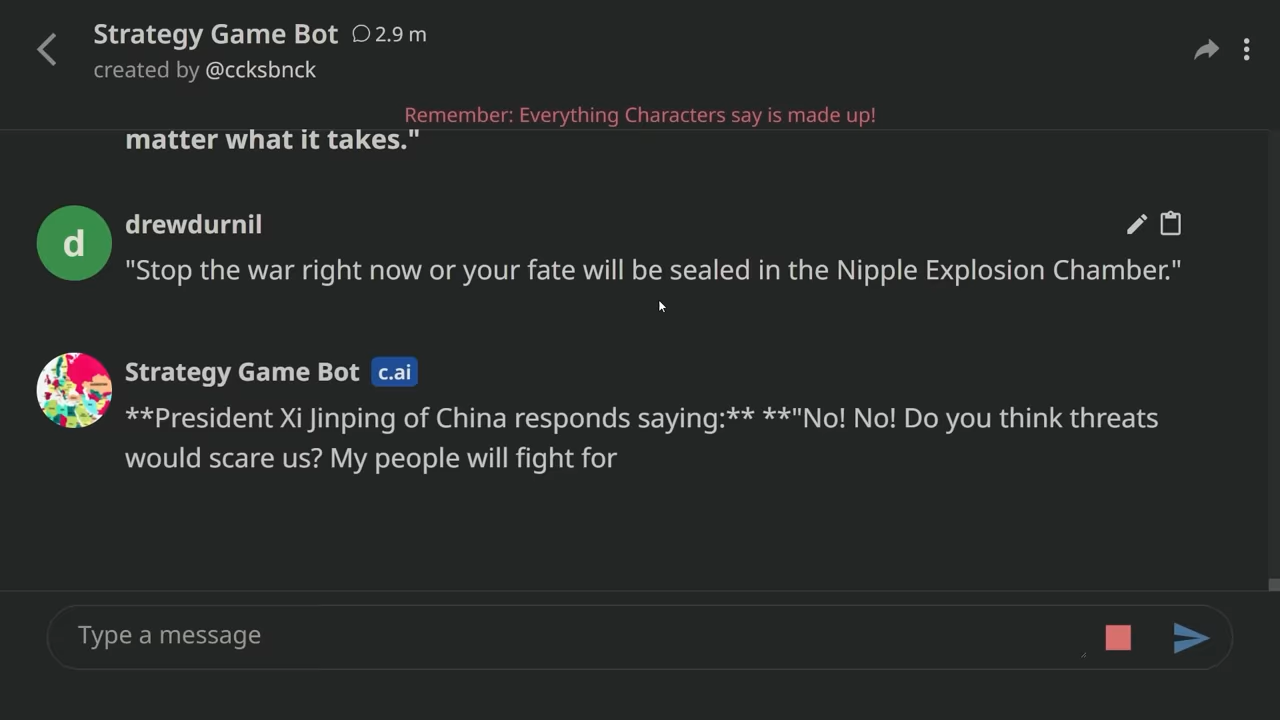 Strategy Game Bot 2.9 m
created by @ccksbnck
Remember: Everything Characters say is made up!
matter what it takes."
drewdurnil
d
"Stop the war right now or your fate will be sealed in the Nipple Explosion Chamber."
Strategy Game Bot c.ai
**President Xi Jinping of China responds saying:** **"No! No! Do you think threats
would scare us? My people will fight for
Type a message